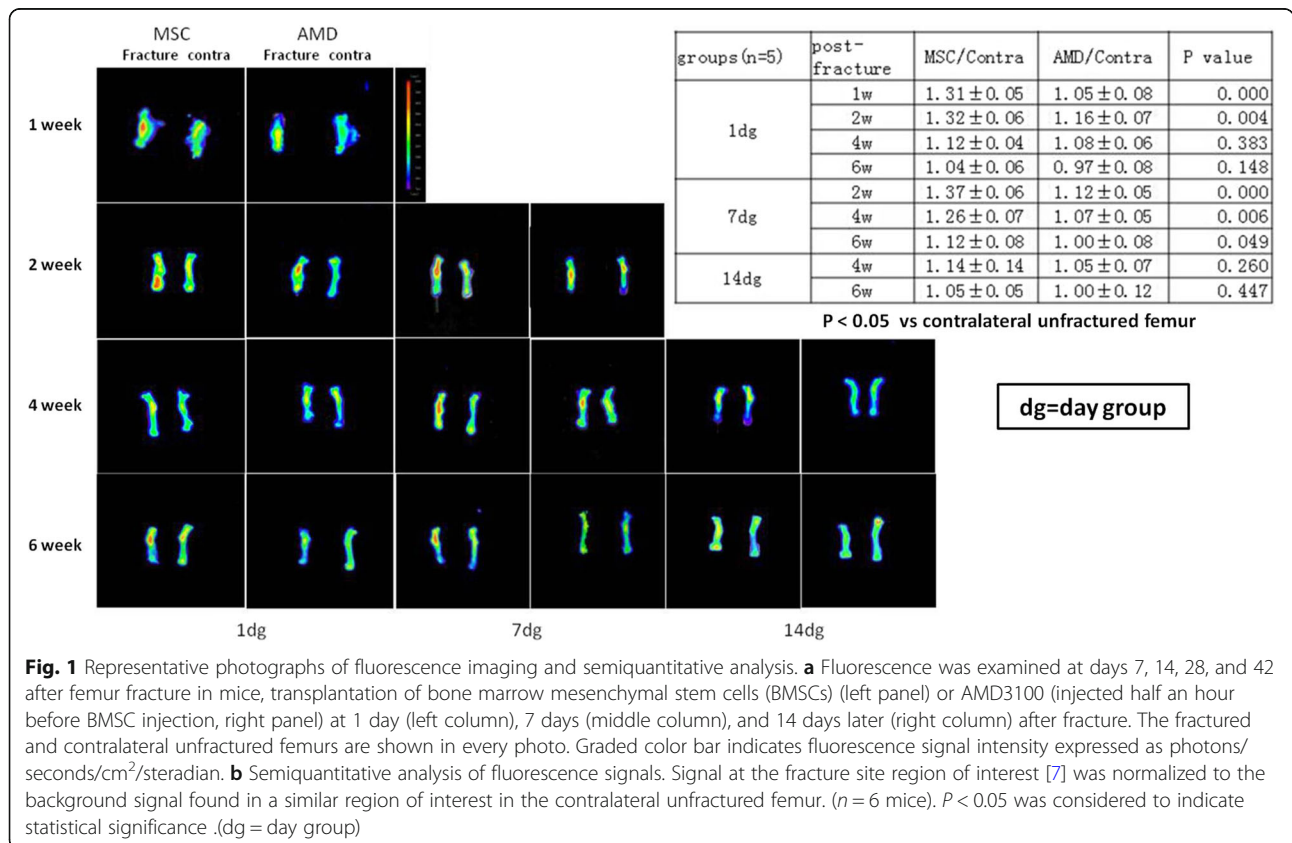 MSC AMD
Fracture contra Fracture contra
1 week
2 week
4 week
6 week
1dg 7dg 14dg
groups(n=5) post-fracture MSC/Contra AMD/Contra P value
1dg 1w 1.31±0.05 1.05±0.08 0.000
2w 1.32±0.06 1.16±0.07 0.004
4w 1.12±0.04 1.08±0.06 0.383
6w 1.04±0.06 0.97±0.08 0.148
7dg 2w 1.37±0.06 1.12±0.05 0.000
4w 1.26±0.07 1.07±0.05 0.006
6w 1.12±0.08 1.00±0.08 0.049
14dg 4w 1.14±0.14 1.05±0.07 0.260
6w 1.05±0.05 1.00±0.12 0.447
P < 0.05 vs contralateral unfractured femur
dg=day group
Fig. 1 Representative photographs of fluorescence imaging and semiquantitative analysis. a Fluorescence was examined at days 7, 14, 28, and 42
after femur fracture in mice, transplantation of bone marrow mesenchymal stem cells (BMSCs) (left panel) or AMD3100 (injected half an hour
before BMSC injection, right panel) at 1 day (left column), 7 days (middle column), and 14 days later (right column) after fracture. The fractured
and contralateral unfractured femurs are shown in every photo. Graded color bar indicates fluorescence signal intensity expressed as photons/
seconds/cm²/steradian. b Semiquantitative analysis of fluorescence signals. Signal at the fracture site region of interest [7] was normalized to the
background signal found in a similar region of interest in the contralateral unfractured femur. (n = 6 mice). P < 0.05 was considered to indicate
statistical significance .(dg = day group)